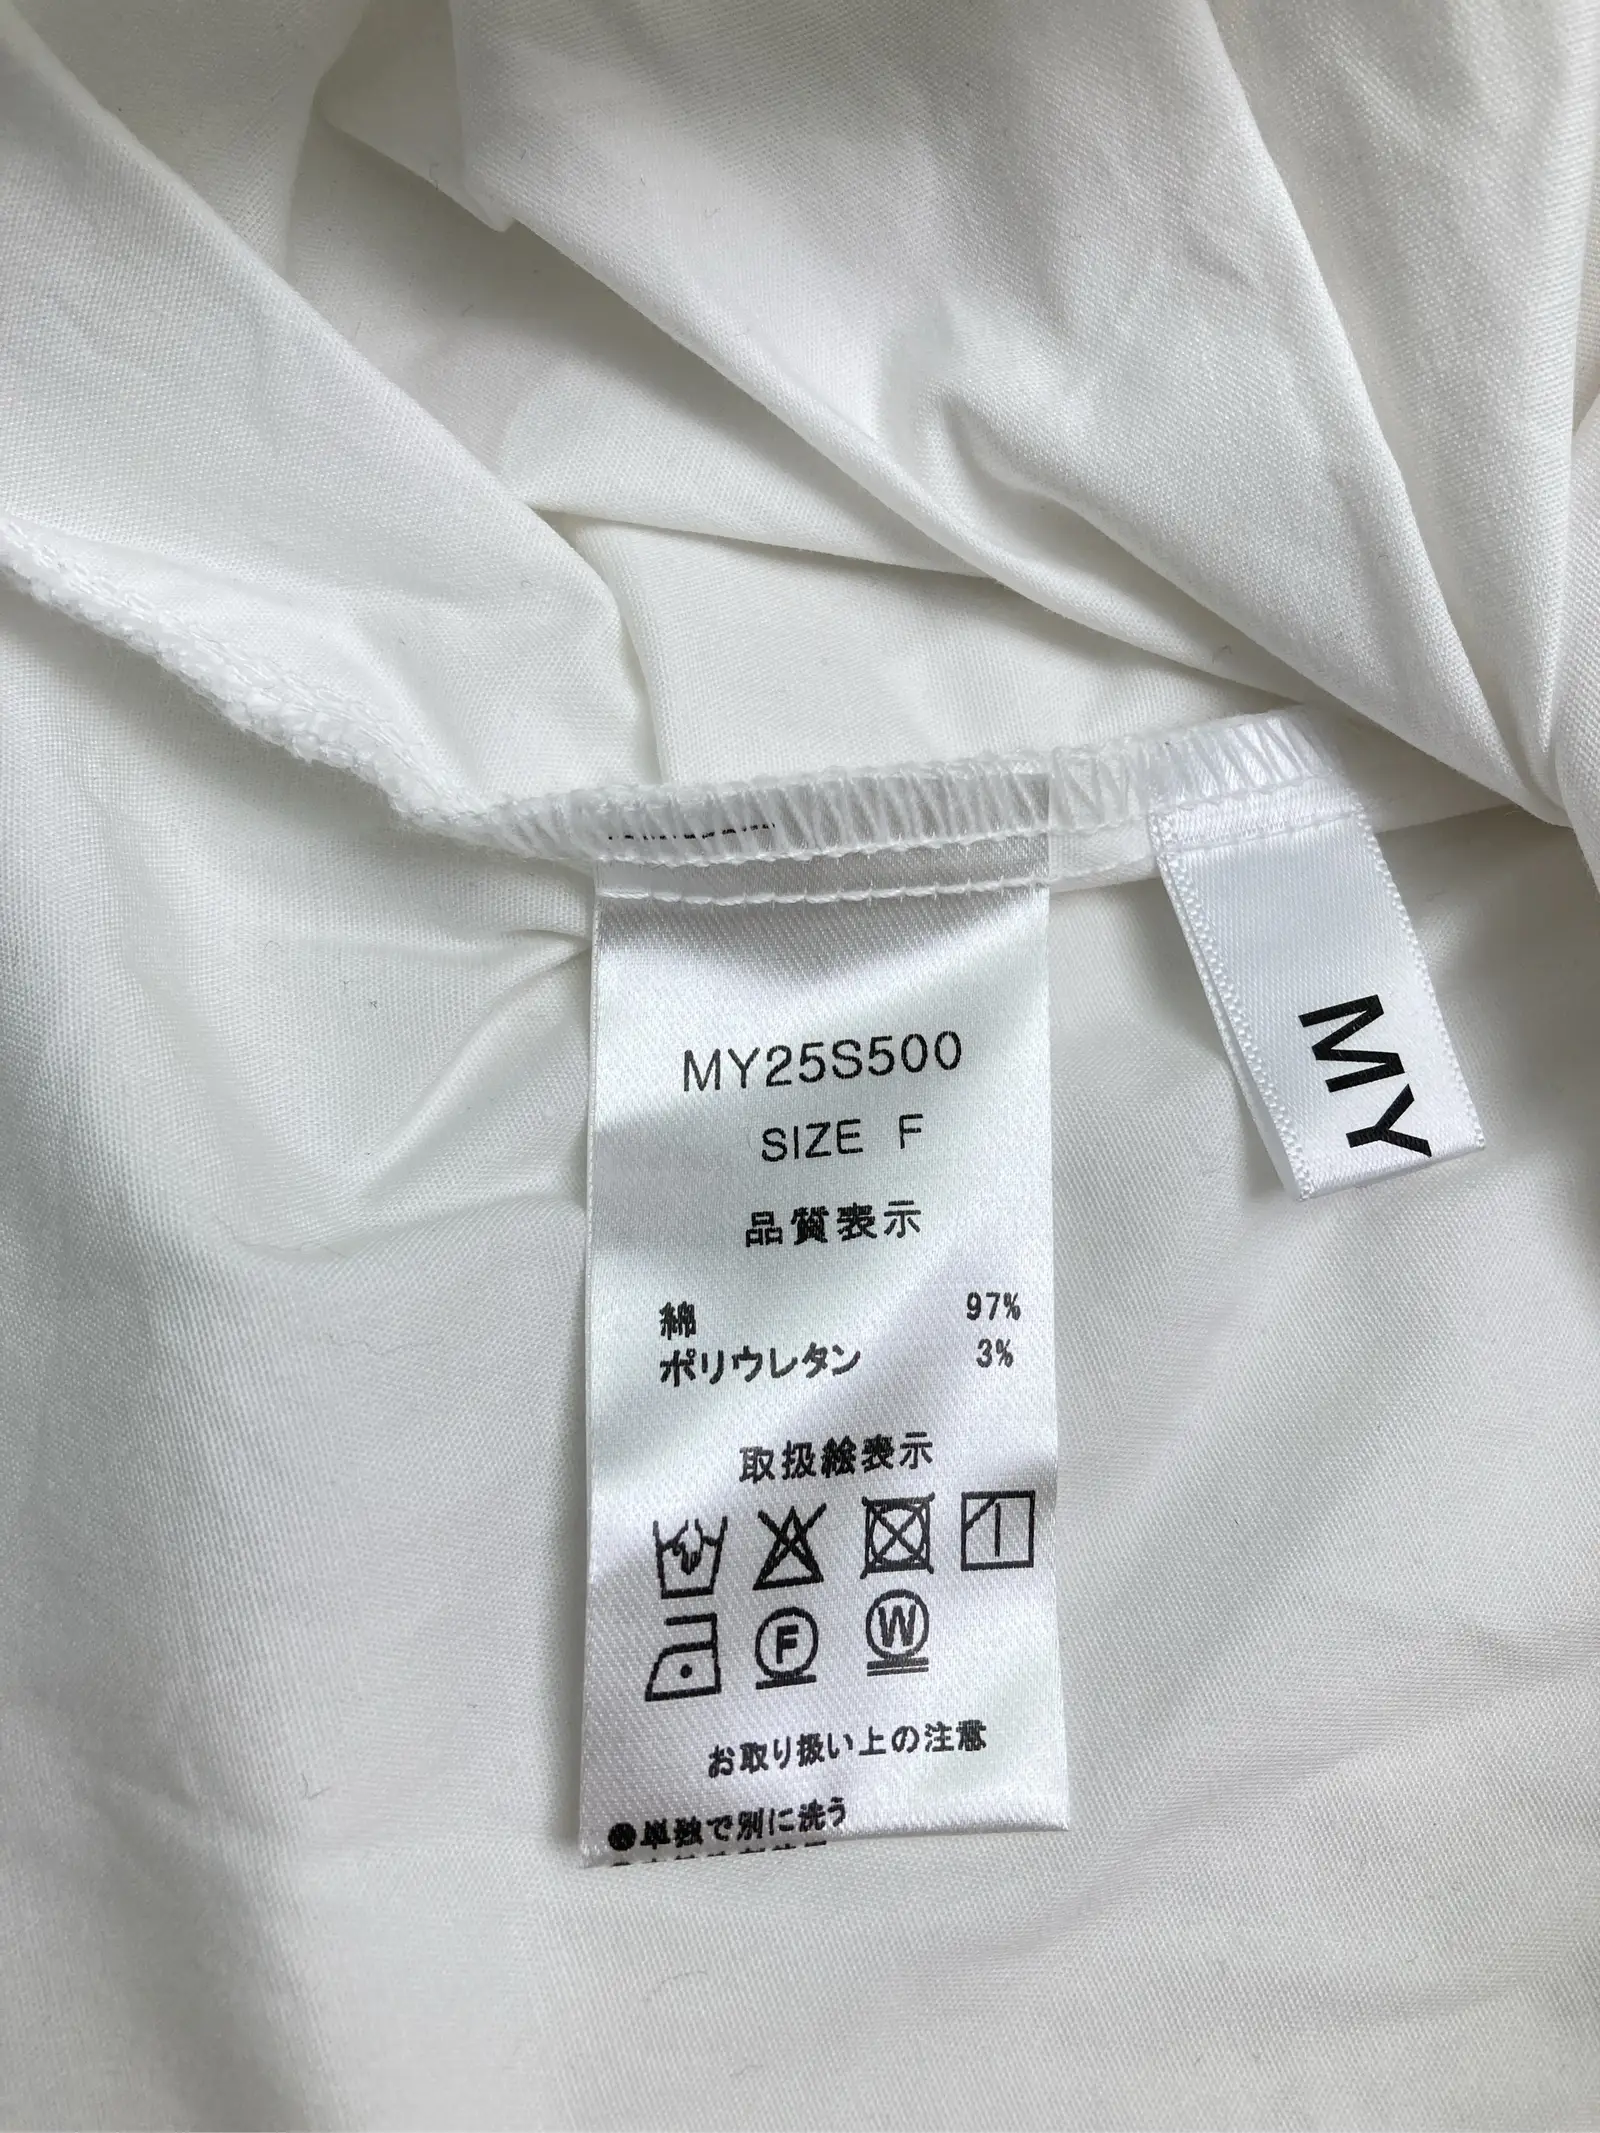 MY25S500
SIZE F
品質表示
綿 97%
ポリウレタン 3%
取扱絵表示
F W
お取り扱い上の注意
●単独で別に洗う
MY